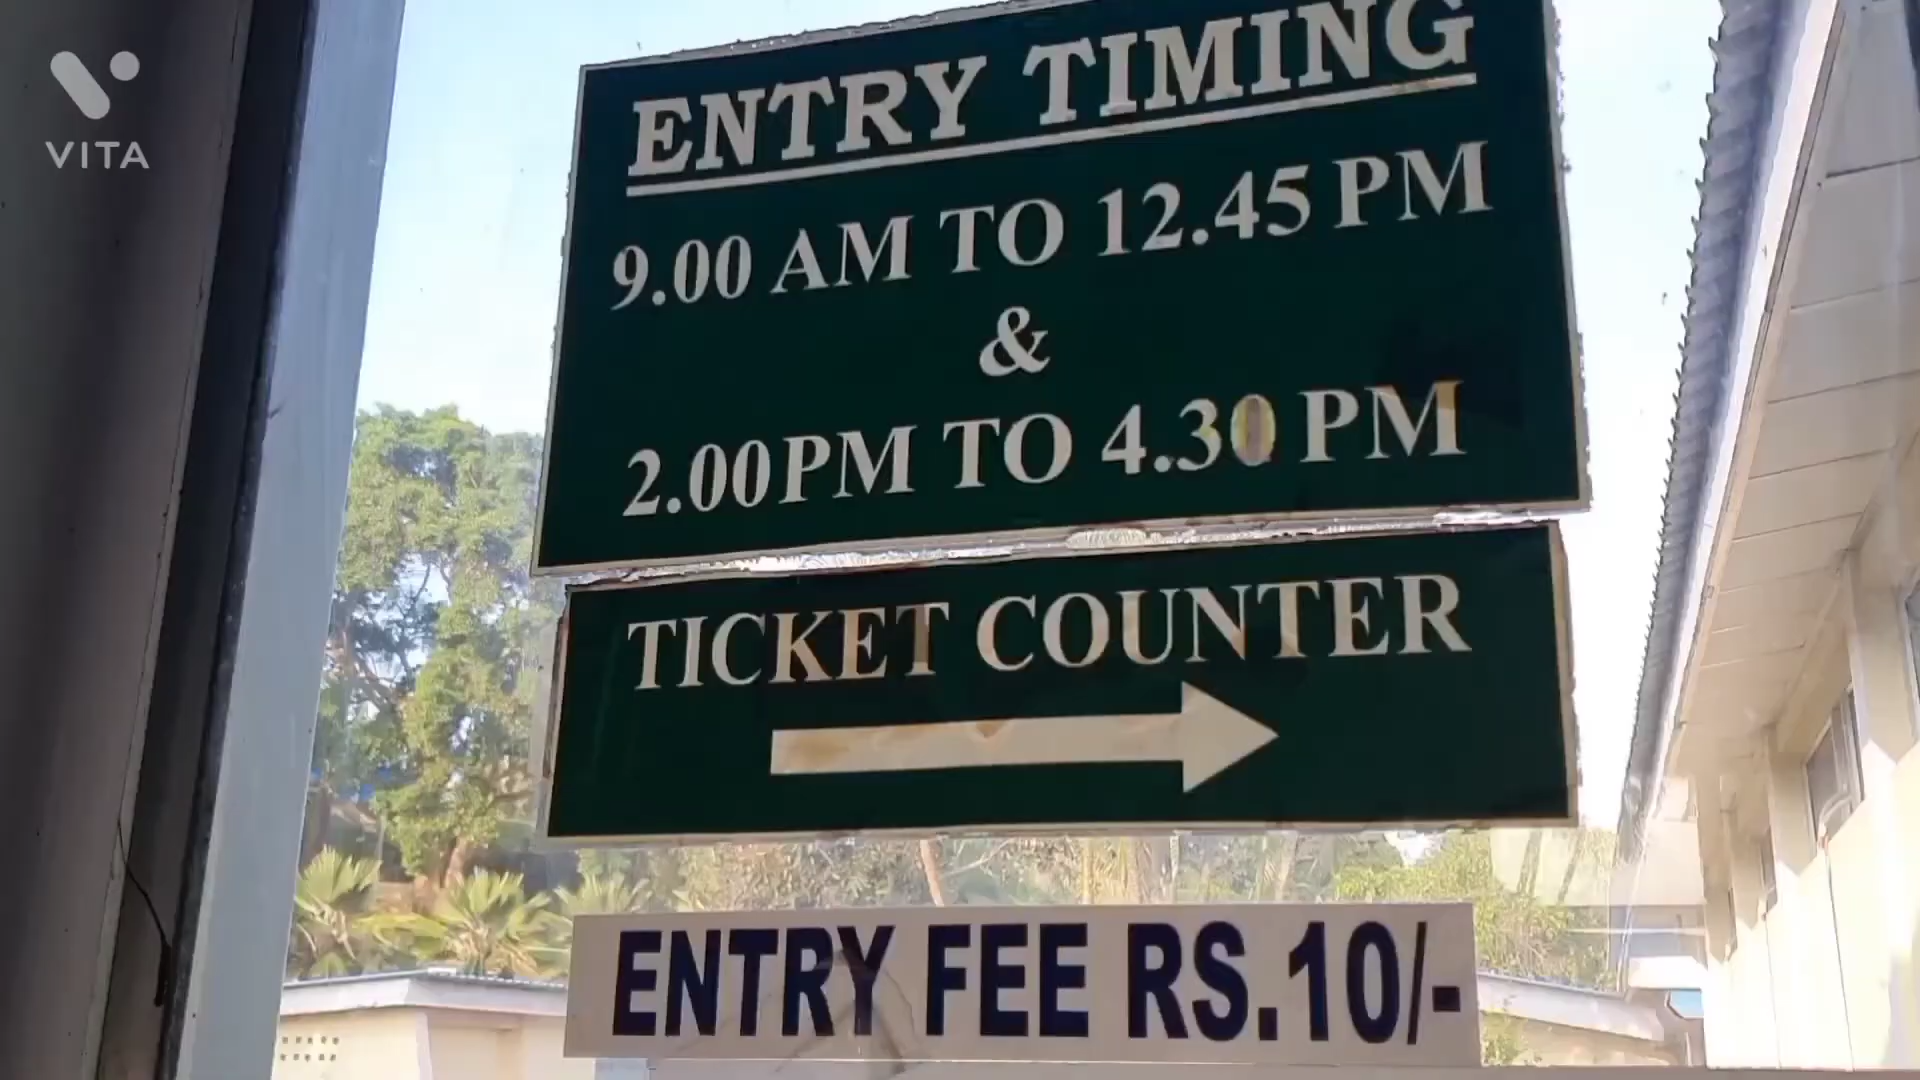 VITA
ENTRY TIMING
9.00 AM TO 12.45 PM
&
2.00PM TO 4.30 PM
TICKET COUNTER
ENTRY FEE RS.10/-